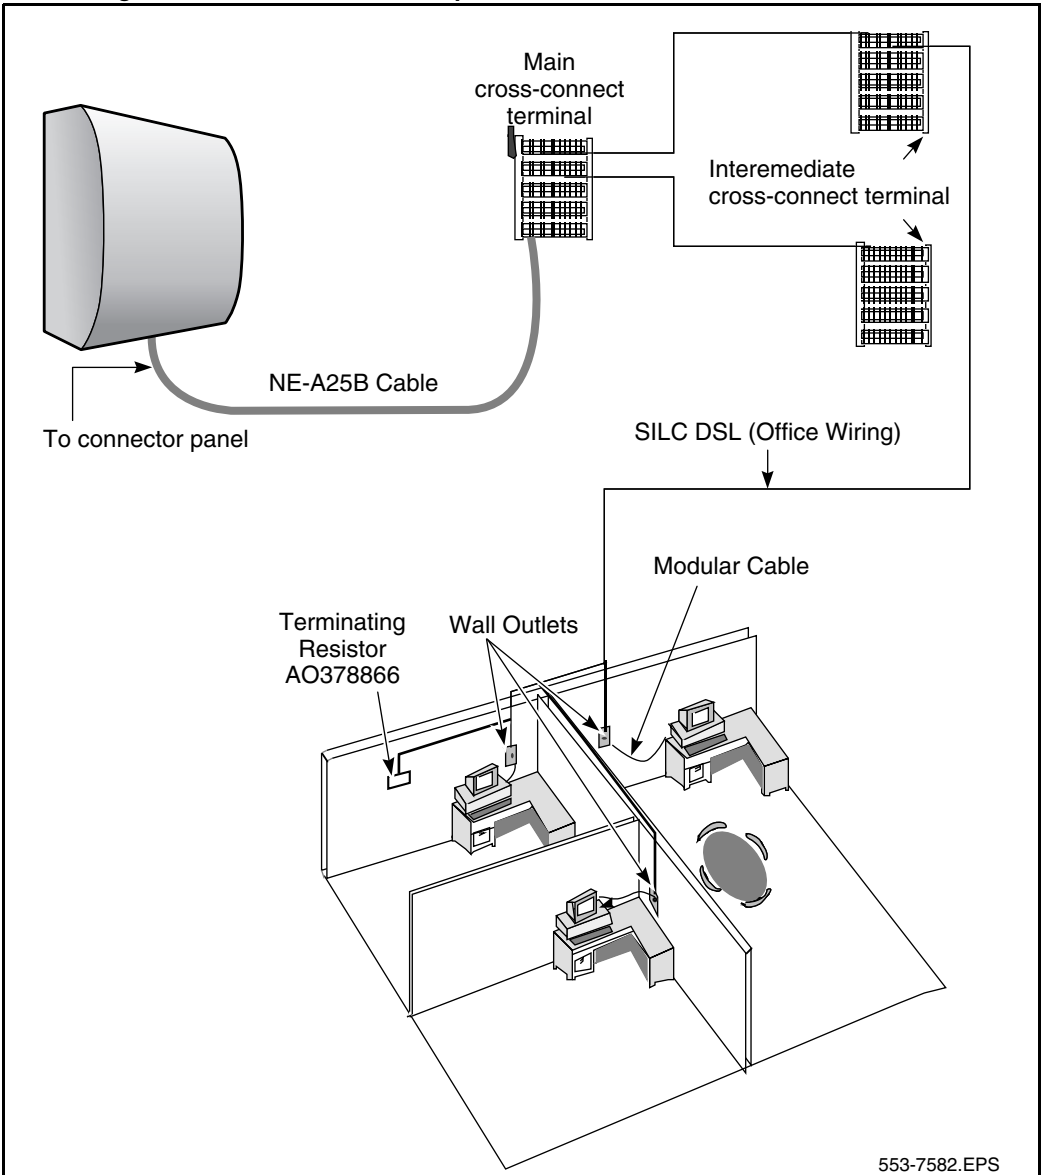 Main
cross-connect
terminal
Interemediate
cross-connect terminal
NE-A25B Cable
To connector panel
SILC DSL (Office Wiring)
Modular Cable
Terminating
Resistor
AO378866
Wall Outlets
553-7582.EPS